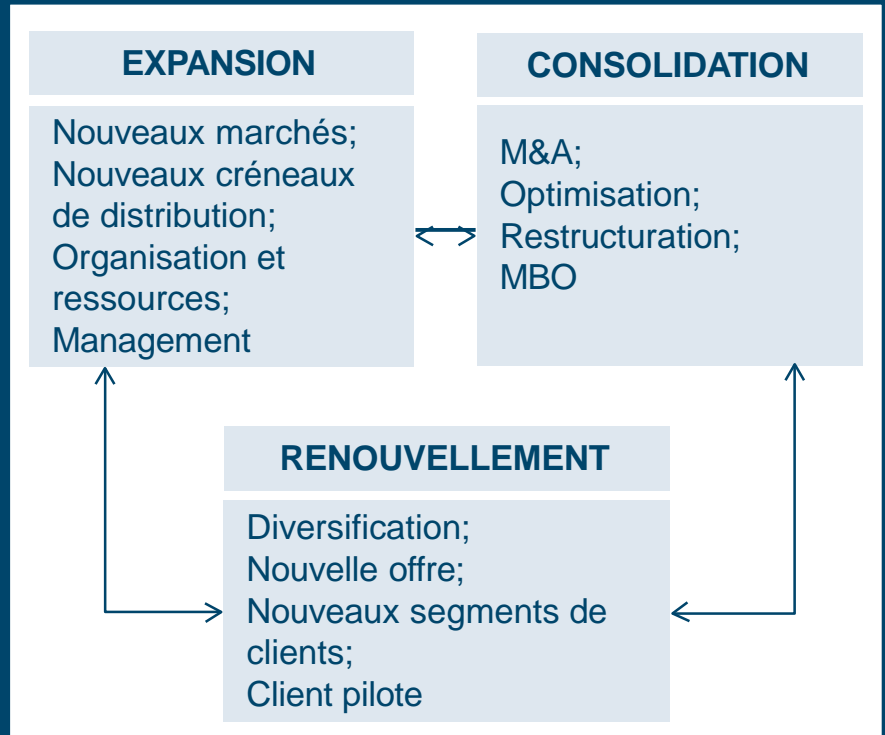 EXPANSION
Nouveaux marchés;
Nouveaux créneaux
de distribution;
Organisation et
ressources;
Management
CONSOLIDATION
M&A;
Optimisation;
Restructuration;
MBO
RENOUVELLEMENT
Diversification;
Nouvelle offre;
Nouveaux segments de
clients;
Client pilote